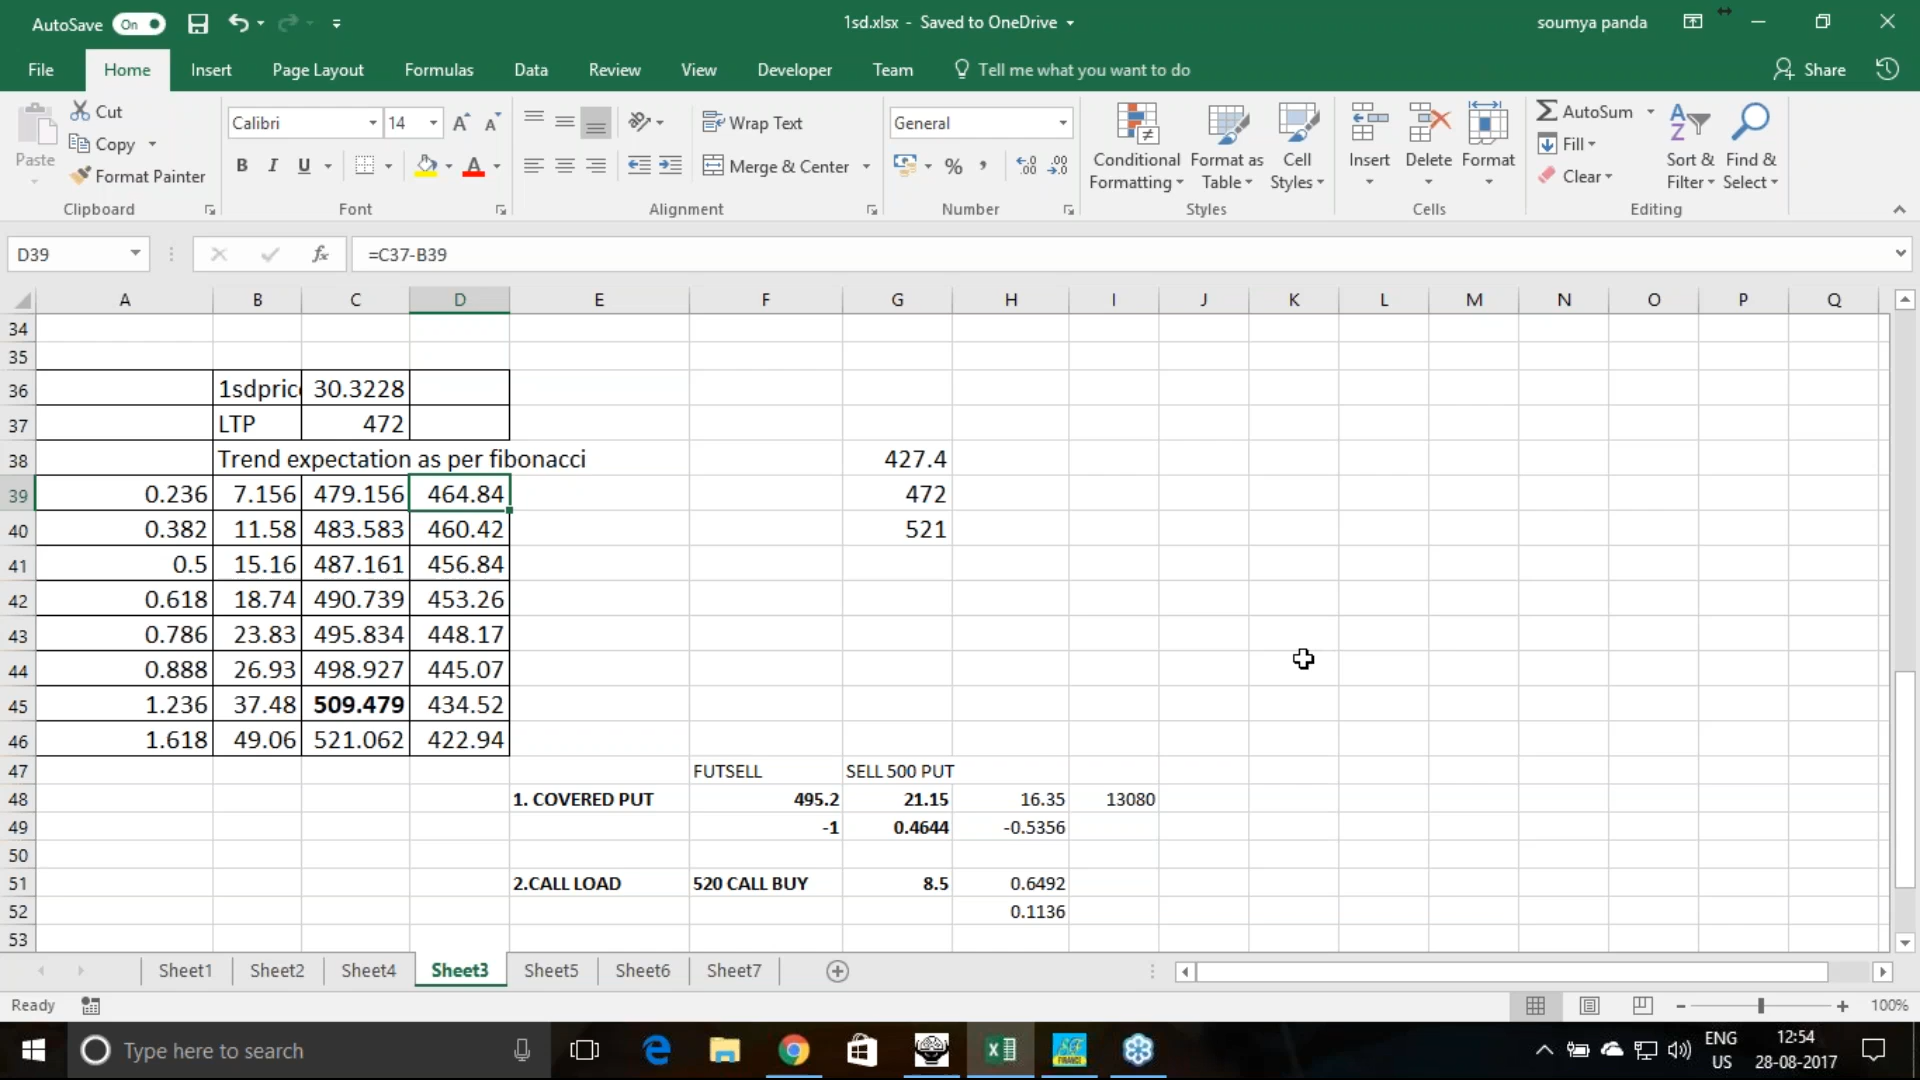 AutoSave On 1sd.xlsx - Saved to OneDrive soumya panda
File Home Insert Page Layout Formulas Data Review View Developer Team Tell me what you want to do Share
Paste Cut Copy Format Painter Clipboard
Calibri 14 A A B I U A Font
Wrap Text Merge & Center Alignment
General % , .00 .00 Number
Conditional Formatting Format as Table Cell Styles Styles
Insert Delete Format Cells
AutoSum Fill Clear Sort & Filter Find & Select Editing
D39 fx =C37-B39
A B C D E F G H I J K L M N O P Q
34
35
36 1sdpric 30.3228
37 LTP 472
38 Trend expectation as per fibonacci 427.4
39 0.236 7.156 479.156 464.84 472
40 0.382 11.58 483.583 460.42 521
41 0.5 15.16 487.161 456.84
42 0.618 18.74 490.739 453.26
43 0.786 23.83 495.834 448.17
44 0.888 26.93 498.927 445.07
45 1.236 37.48 509.479 434.52
46 1.618 49.06 521.062 422.94
47 FUTSELL SELL 500 PUT
48 1. COVERED PUT 495.2 21.15 16.35 13080
49 -1 0.4644 -0.5356
50
51 2.CALL LOAD 520 CALL BUY 8.5 0.6492
52 0.1136
53
Sheet1 Sheet2 Sheet4 Sheet3 Sheet5 Sheet6 Sheet7
Ready 100%
Type here to search ENG US 12:54 28-08-2017